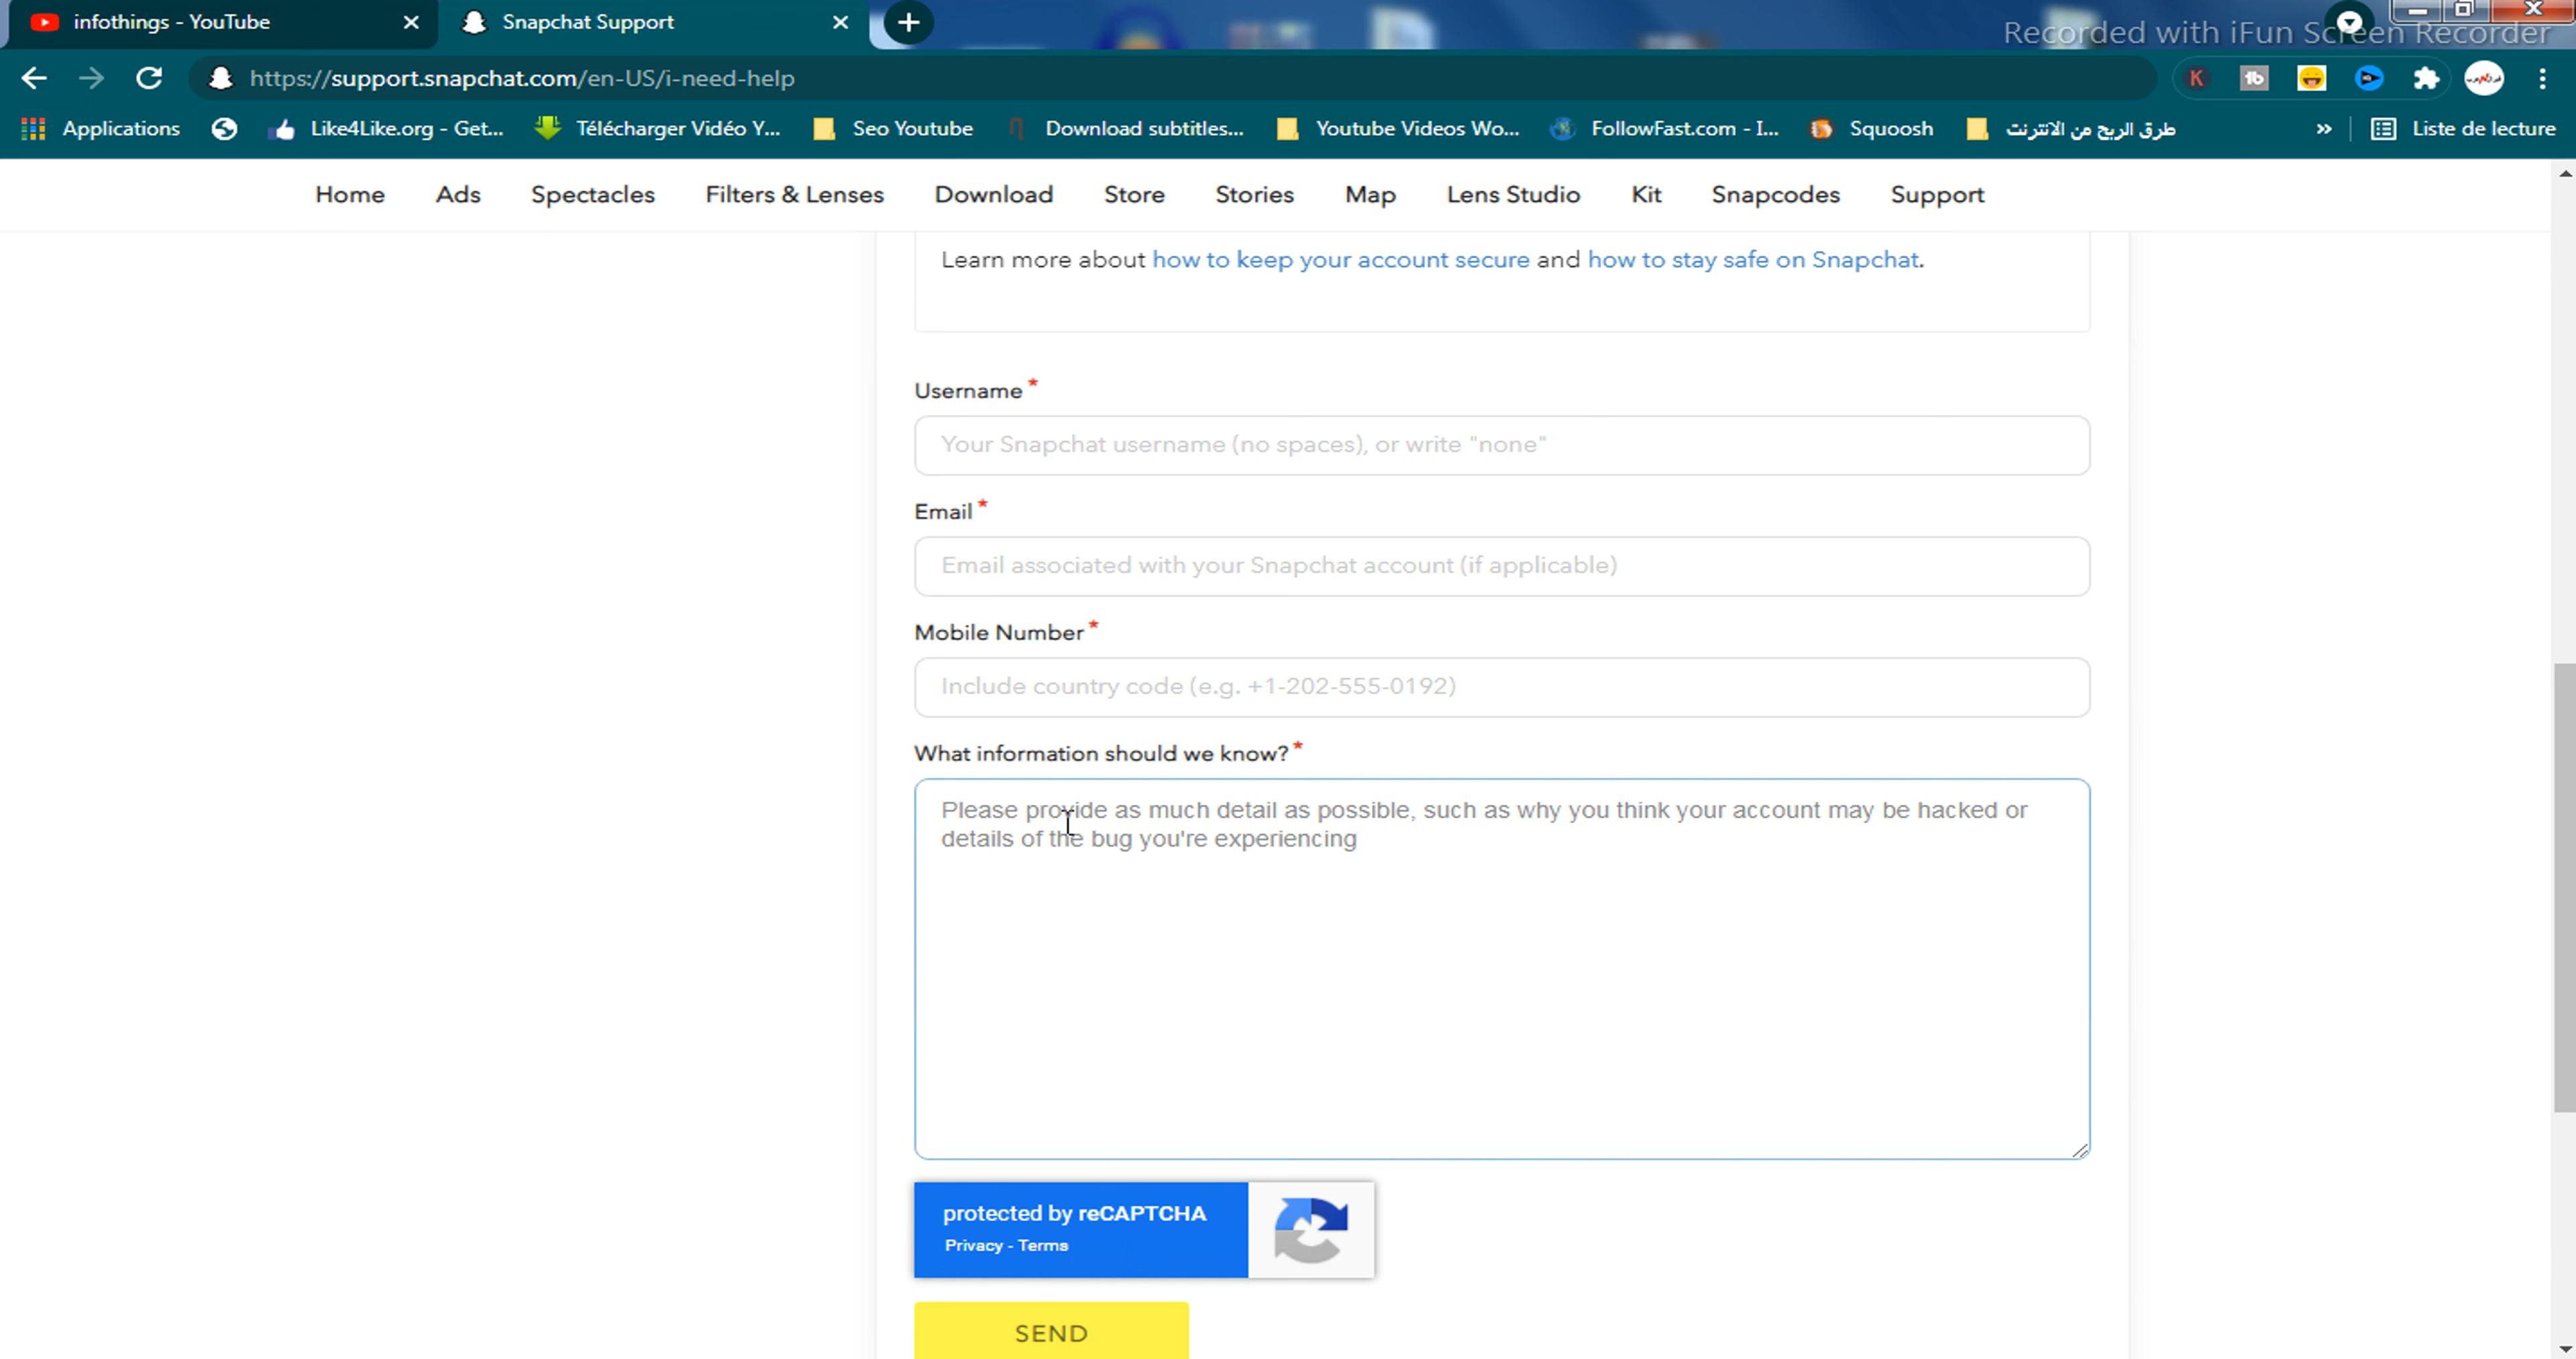 infothings - YouTube
Snapchat Support
Recorded with iFun Screen Recorder
https://support.snapchat.com/en-US/i-need-help
Applications
Like4Like.org - Get...
Télécharger Vidéo Y...
Seo Youtube
Download subtitles...
Youtube Videos Wo...
FollowFast.com - I...
Squoosh
طرق الربح من الانترنت
»
Liste de lecture
Home Ads Spectacles Filters & Lenses Download Store Stories Map Lens Studio Kit Snapcodes Support
Learn more about how to keep your account secure and how to stay safe on Snapchat.
Username *
Your Snapchat username (no spaces), or write "none"
Email *
Email associated with your Snapchat account (if applicable)
Mobile Number *
Include country code (e.g. +1-202-555-0192)
What information should we know? *
Please provide as much detail as possible, such as why you think your account may be hacked or
details of the bug you're experiencing
protected by reCAPTCHA
Privacy - Terms
SEND